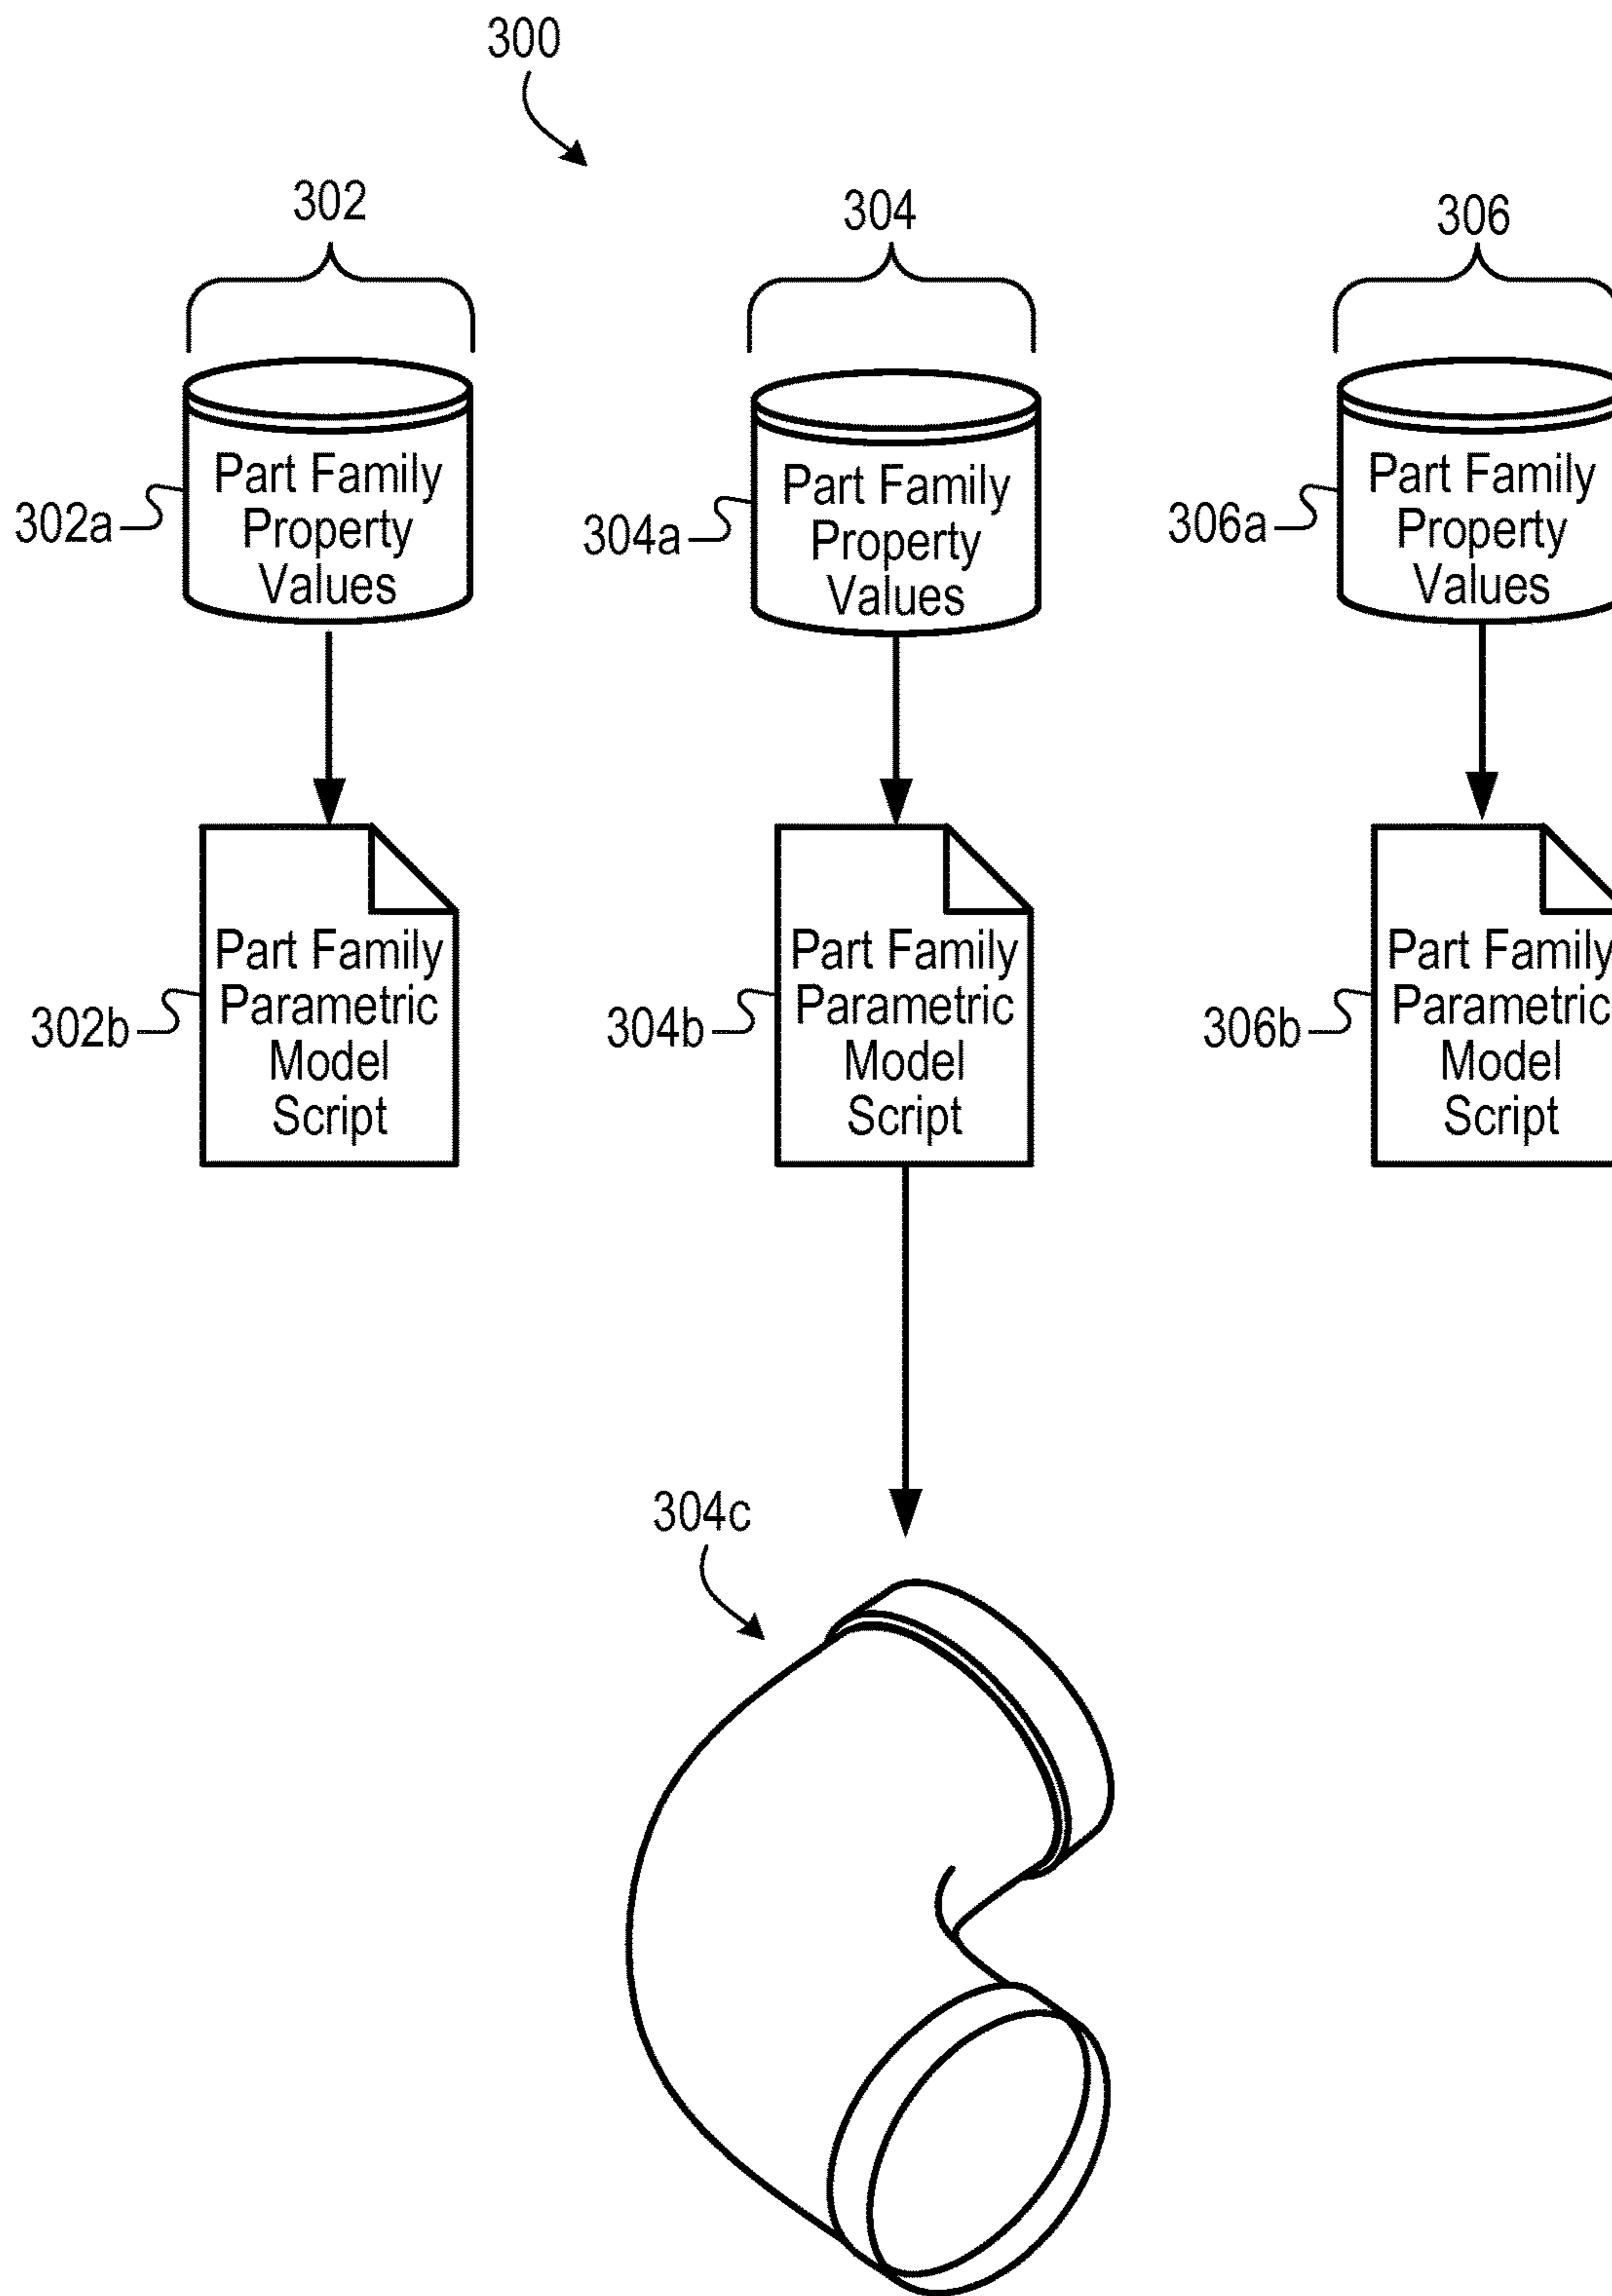 300
302
304
306
Part Family
Property
Values
302a
Part Family
Property
Values
304a
Part Family
Property
Values
306a
Part Family
Parametric
Model
Script
302b
Part Family
Parametric
Model
Script
304b
Part Family
Parametric
Model
Script
306b
304c